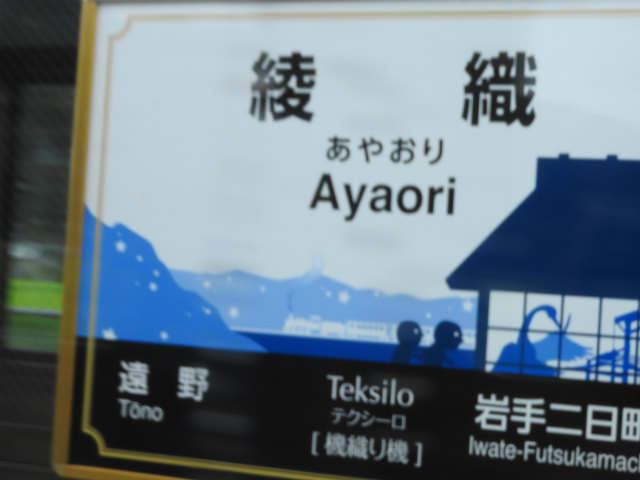 綾織
あやおり
Ayaori
遠野
Tōno
Teksilo
テクシーロ
[機織り機]
岩手二日町
Iwate-Futsukamach